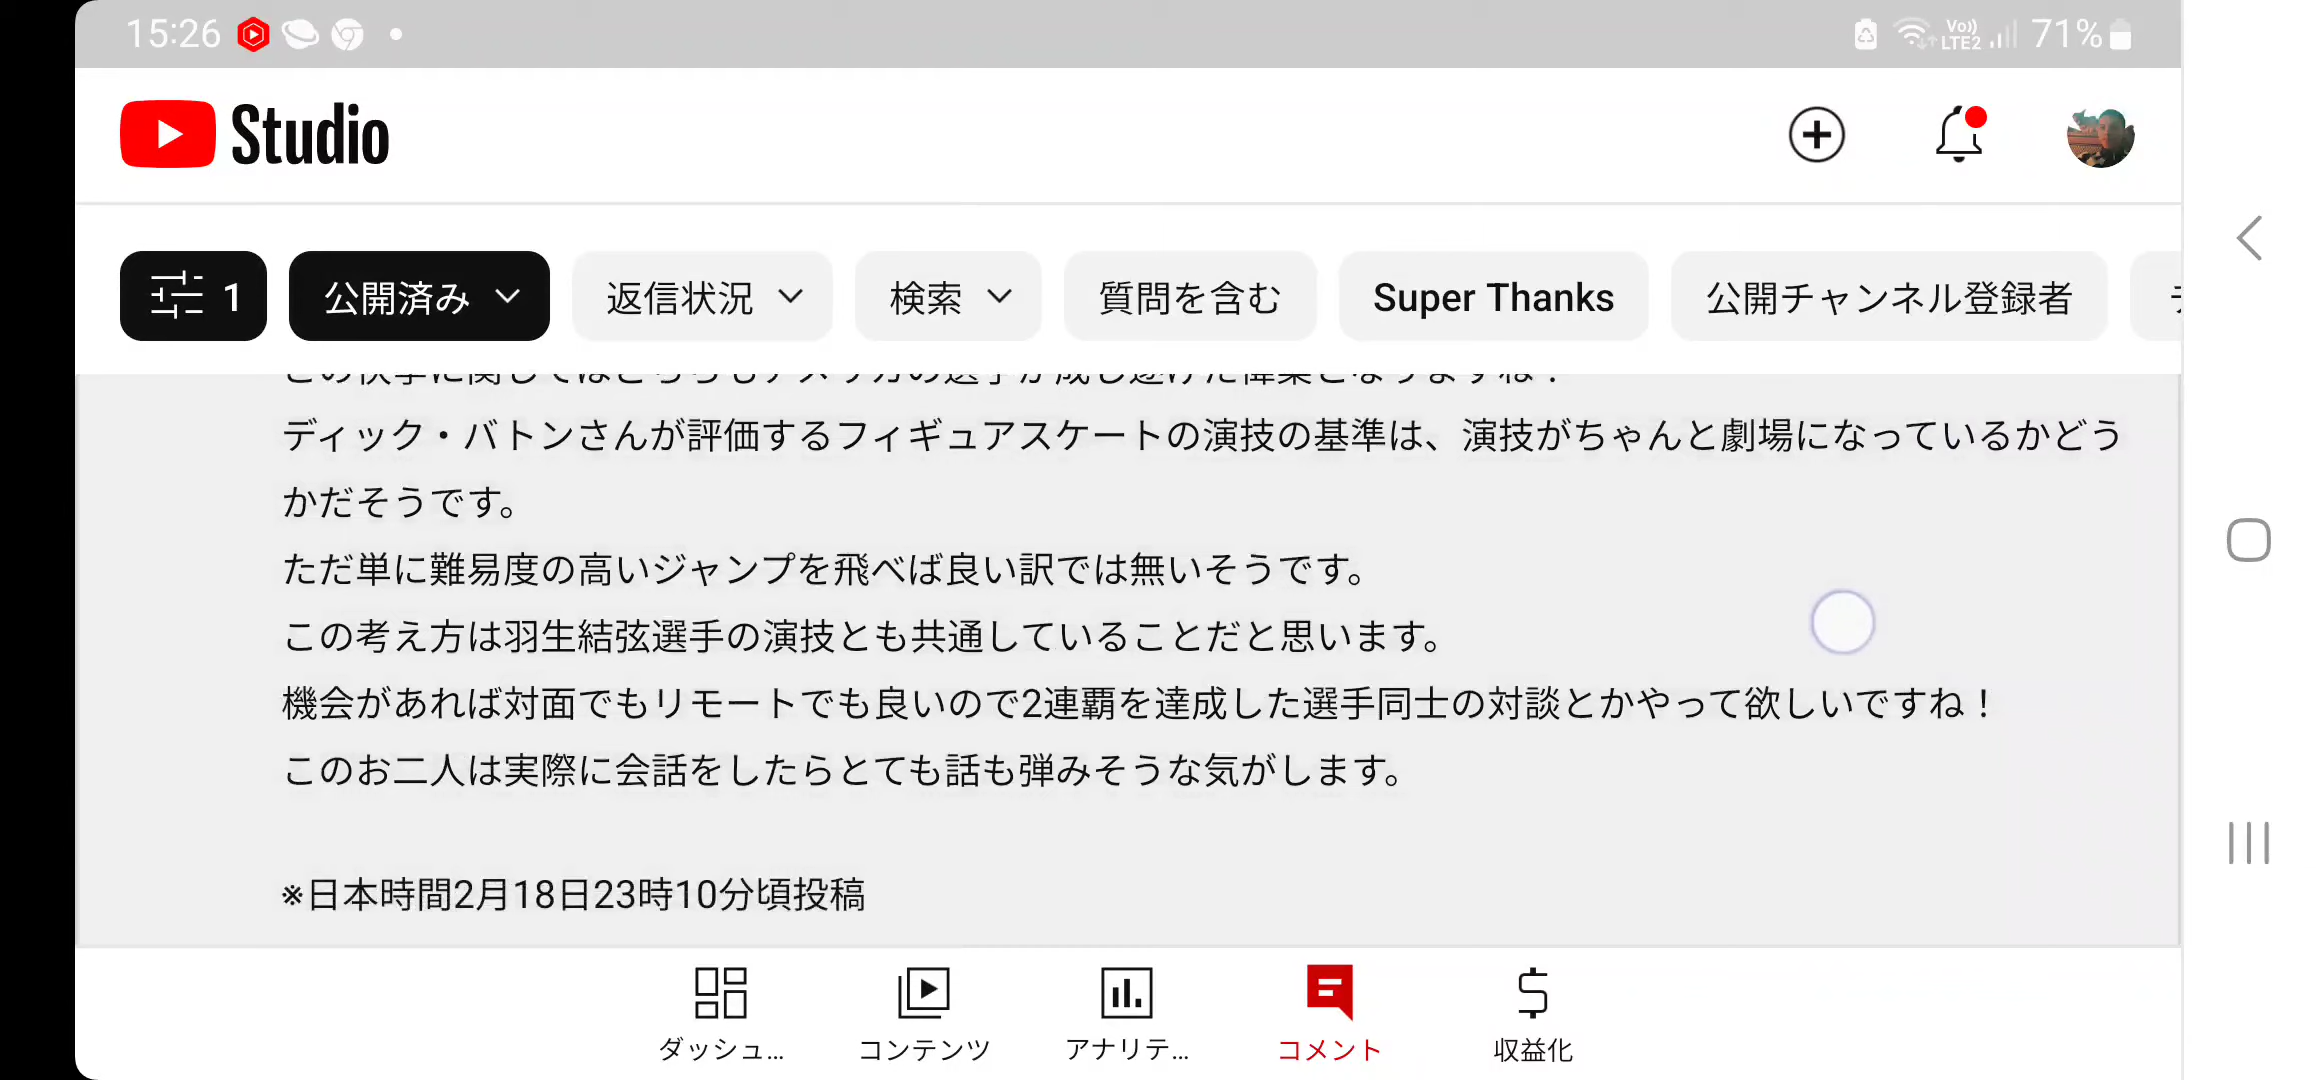 15:26
Vo))
LTE2
71%
Studio
1
公開済み
返信状況
検索
質問を含む
Super Thanks
公開チャンネル登録者
ディック・バトンさんが評価するフィギュアスケートの演技の基準は、演技がちゃんと劇場になっているかどう
かだそうです。
ただ単に難易度の高いジャンプを飛べば良い訳では無いそうです。
この考え方は羽生結弦選手の演技とも共通していることだと思います。
機会があれば対面でもリモートでも良いので2連覇を達成した選手同士の対談とかやって欲しいですね！
このお二人は実際に会話をしたらとても話も弾みそうな気がします。
※日本時間2月18日23時10分頃投稿
ダッシュ...
コンテンツ
アナリテ...
コメント
収益化